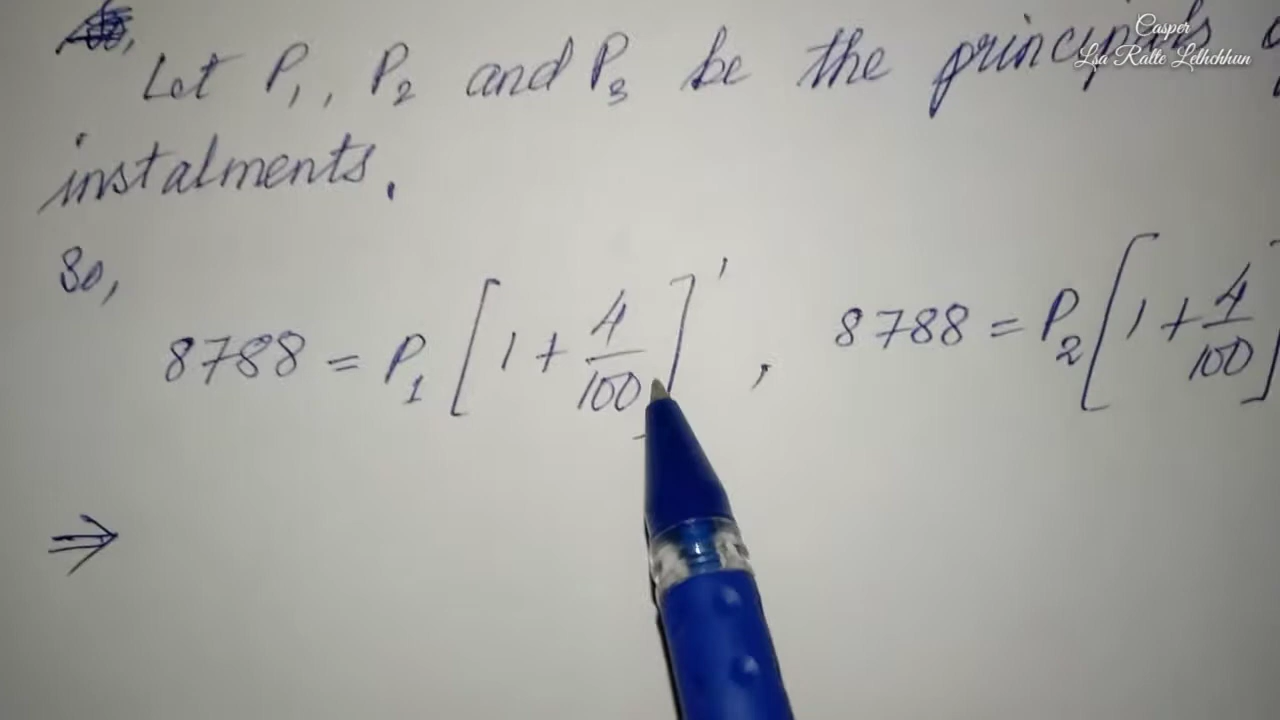 Casper
Lsa Ralte Lethchhun
Let P₁, P₂ and P₃ be the principals
instalments.
So,
8788 = P₁ [1 + 4/100]¹, 8788 = P₂ [1 + 4/100]
⇒